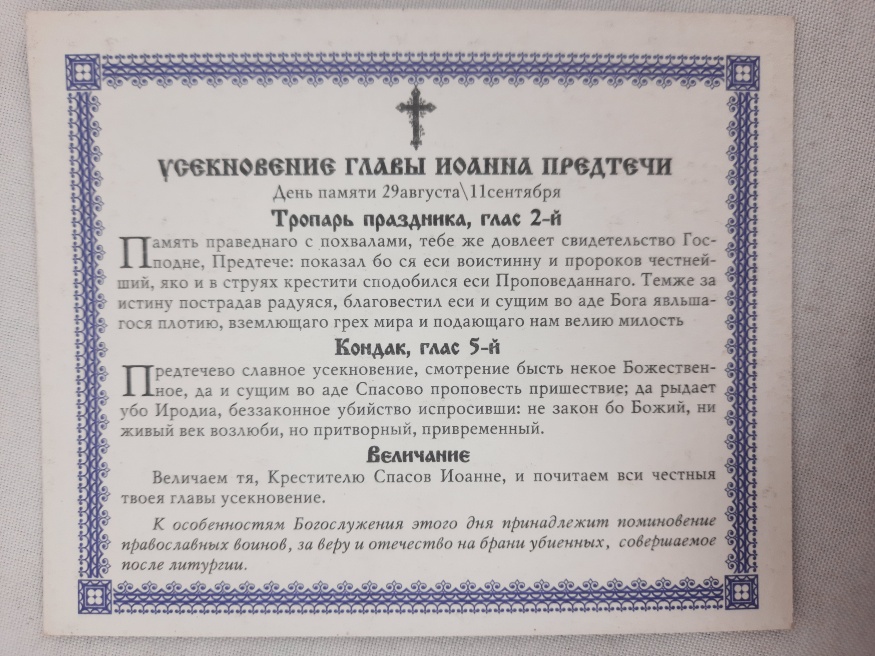 УСЕКНОВЕНИЕ ГЛАВЫ ИОАННА ПРЕДТЕЧИ
День памяти 29августа\11сентября
Тропарь праздника, глас 2-й
Память праведнаго с похвалами, тебе же довлеет свидетельство Гос-
подне, Предтече: показал бо ся еси воистинну и пророков честней-
ший, яко и в струях крестити сподобился еси Проповеданнаго. Темже за
истину пострадав радуяся, благовестил еси и сущим во аде Бога явльша-
гося плотию, вземлющаго грех мира и подающаго нам велию милость
Кондак, глас 5-й
Предтечево славное усекновение, смотрение бысть некое Божествен-
ное, да и сущим во аде Спасово проповесть пришествие; да рыдает
убо Иродиа, беззаконное убийство испросивши: не закон бо Божий, ни
живый век возлюби, но притворный, привременный.
Величание
Величаем тя, Крестителю Спасов Иоанне, и почитаем вси честныя
твоея главы усекновение.
К особенностям Богослужения этого дня принадлежит поминовение
православных воинов, за веру и отечество на брани убиенных, совершаемое
после литургии.